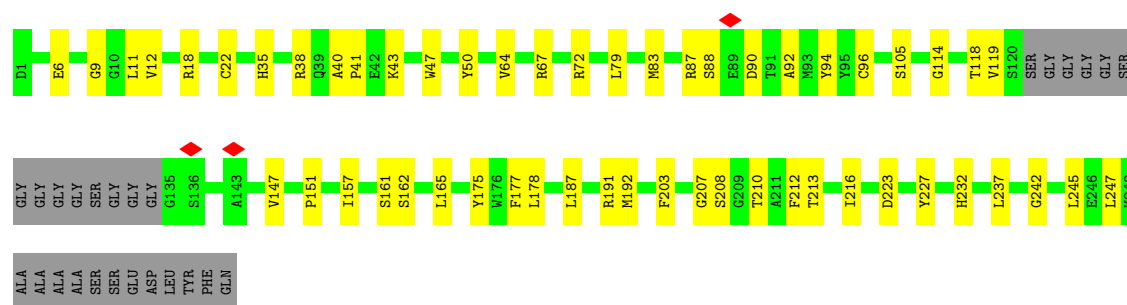 D1 E6 G9 G10 L11 V12 R18 C22 H35 R38 Q39 A40 P41 E42 K43 W47 Y50 V64 R67 R72 L79 M83 R87 S88 E89 D90 T91 A92 M93 Y94 Y95 C96 S105 G114 T118 V119 S120 SER GLY GLY GLY GLY SER
GLY GLY GLY GLY SER GLY GLY GLY G135 S136 A143 V147 P151 I157 S161 S162 L165 Y175 W176 F177 L178 L187 R191 M192 F203 G207 S208 G209 T210 A211 F212 T213 I216 D223 Y227 H232 L237 G242 L245 E246 L247
ALA ALA ALA ALA SER SER GLU ASP LEU TYR PHE GLN